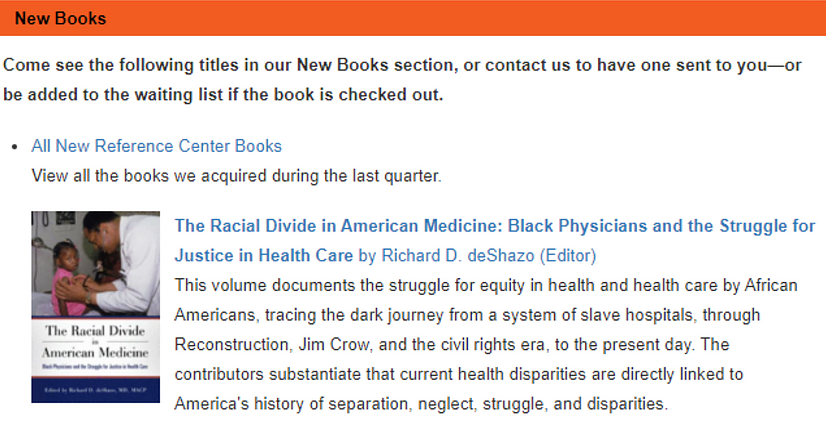 New Books
Come see the following titles in our New Books section, or contact us to have one sent to you—or
be added to the waiting list if the book is checked out.
All New Reference Center Books
View all the books we acquired during the last quarter.
The Racial Divide in American Medicine: Black Physicians and the Struggle for
Justice in Health Care by Richard D. deShazo (Editor)
This volume documents the struggle for equity in health and health care by African
Americans, tracing the dark journey from a system of slave hospitals, through
Reconstruction, Jim Crow, and the civil rights era, to the present day. The
contributors substantiate that current health disparities are directly linked to
America's history of separation, neglect, struggle, and disparities.
The Racial Divide
in
American Medicine
Black Physicians and the Struggle for Justice in Health Care
Edited by Richard D. deShazo, MD, MACP